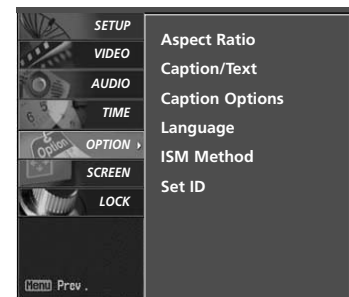 SETUP
VIDEO
AUDIO
TIME
OPTION
SCREEN
LOCK
Menu Prev.
Aspect Ratio
Caption/Text
Caption Options
Language
ISM Method
Set ID